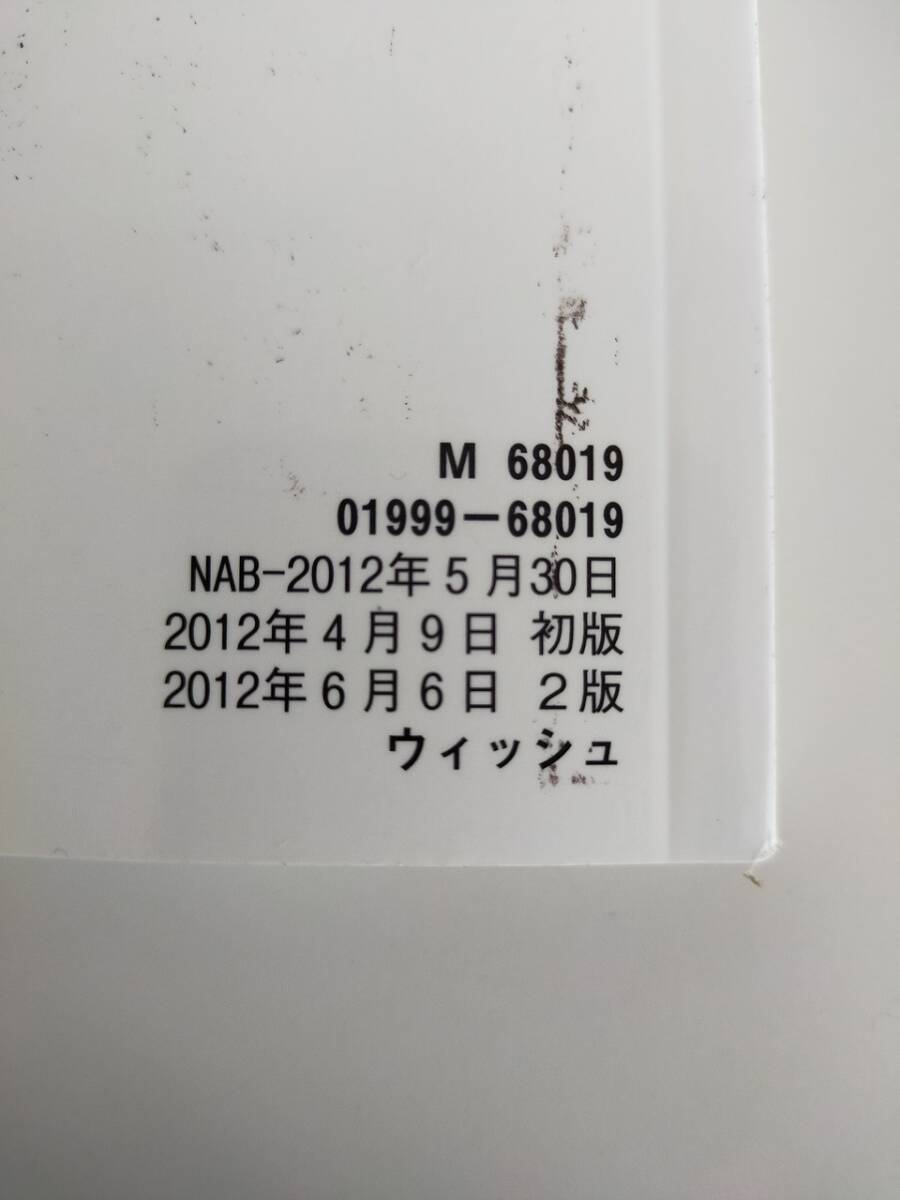 M 68019
01999-68019
NAB-2012年5月30日
2012年4月9日 初版
2012年6月6日 2版
ウィッシュ